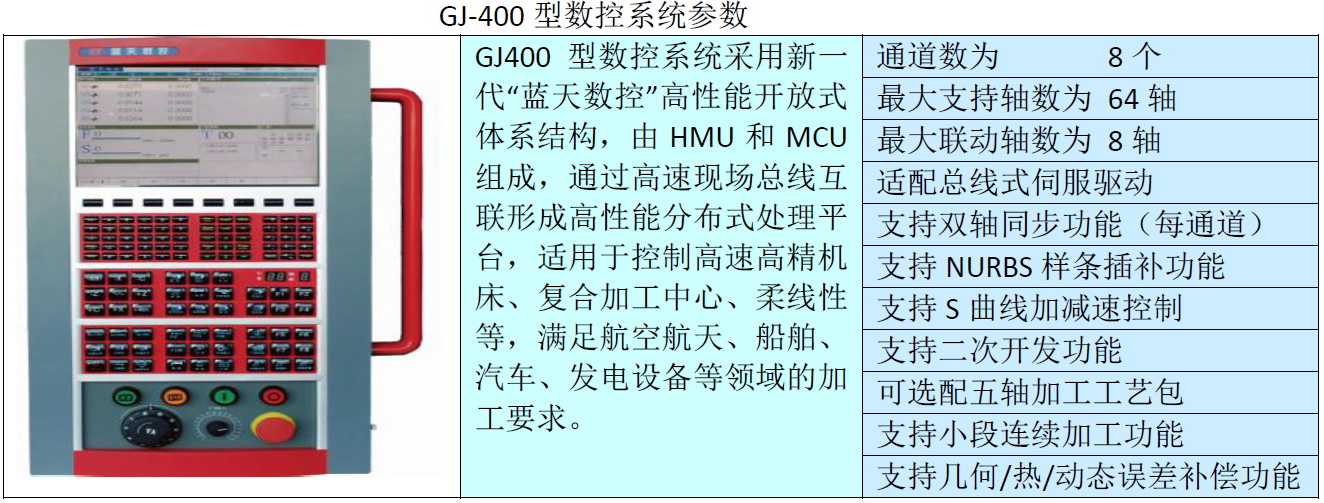 GJ-400 型数控系统参数
蓝天数控
F
S
T 00
GJ400 型数控系统采用新一
代“蓝天数控”高性能开放式
体系结构，由 HMU 和 MCU
组成，通过高速现场总线互
联形成高性能分布式处理平
台，适用于控制高速高精机
床、复合加工中心、柔线性
等，满足航空航天、船舶、
汽车、发电设备等领域的加
工要求。
通道数为 8 个
最大支持轴数为 64 轴
最大联动轴数为 8 轴
适配总线式伺服驱动
支持双轴同步功能（每通道）
支持 NURBS 样条插补功能
支持 S 曲线加减速控制
支持二次开发功能
可选配五轴加工工艺包
支持小段连续加工功能
支持几何/热/动态误差补偿功能